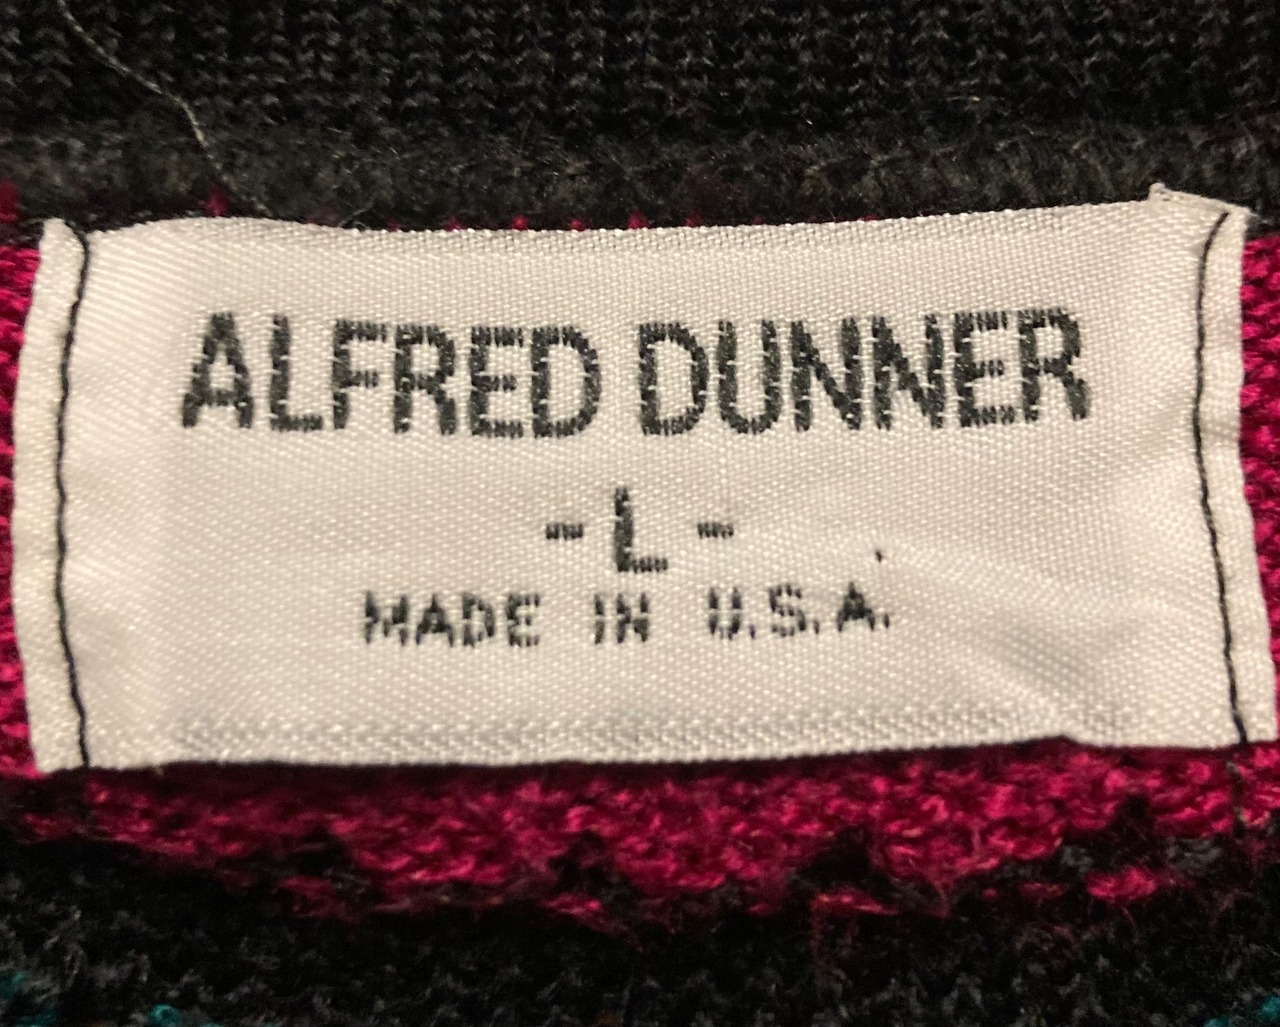 ALFRED DUNNER
- L -
MADE IN U.S.A.